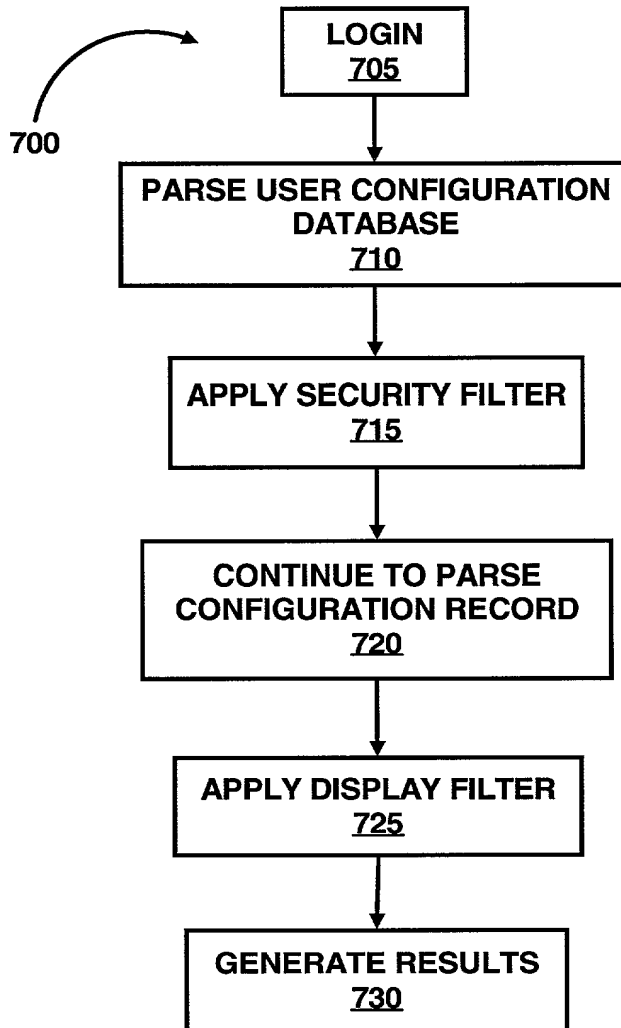 LOGIN
705
700
PARSE USER CONFIGURATION
DATABASE
710
APPLY SECURITY FILTER
715
CONTINUE TO PARSE
CONFIGURATION RECORD
720
APPLY DISPLAY FILTER
725
GENERATE RESULTS
730